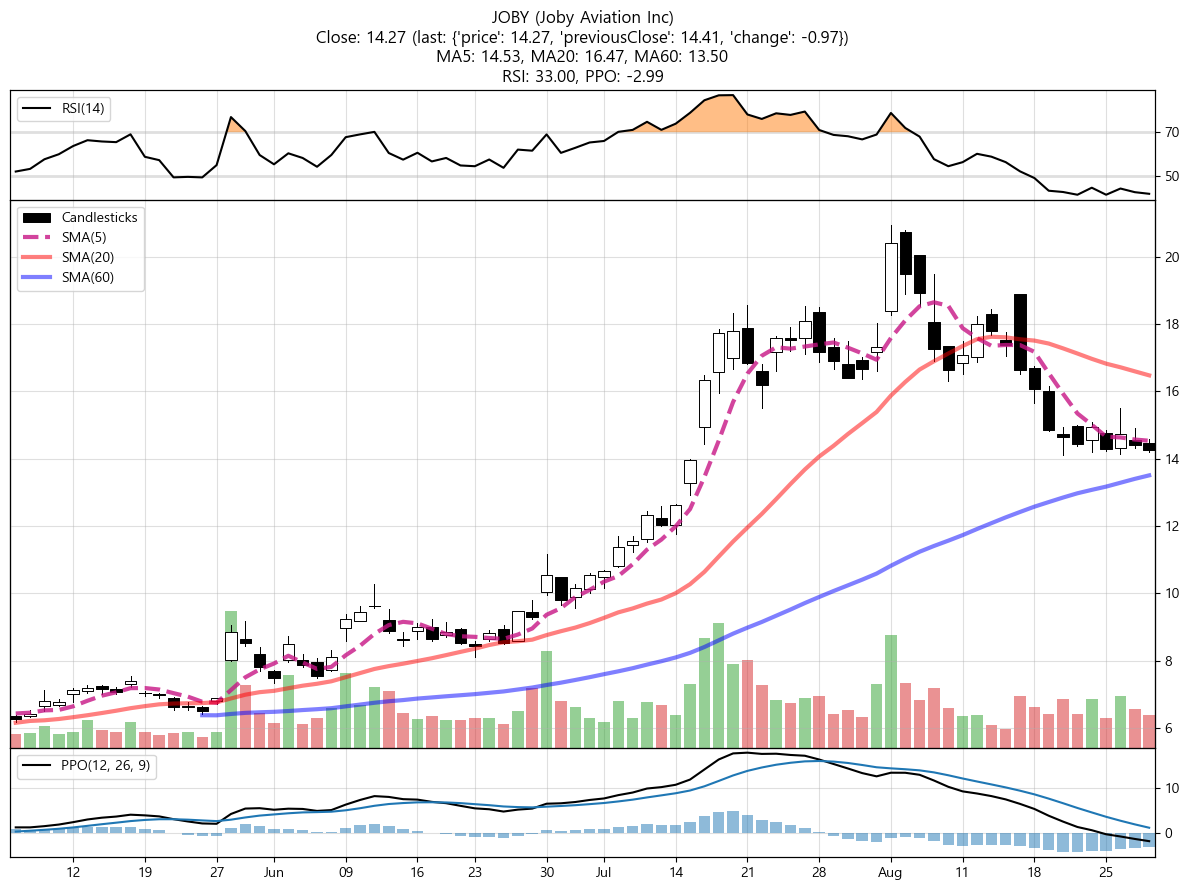 JOBY (Joby Aviation Inc)
Close: 14.27 (last: {'price': 14.27, 'previousClose': 14.41, 'change': -0.97})
MA5: 14.53, MA20: 16.47, MA60: 13.50
RSI: 33.00, PPO: -2.99
RSI(14)
70
50
Candlesticks
SMA(5)
SMA(20)
SMA(60)
20
18
16
14
12
10
8
6
PPO(12, 26, 9)
10
0
12 19 27 Jun 09 16 23 30 Jul 14 21 28 Aug 11 18 25